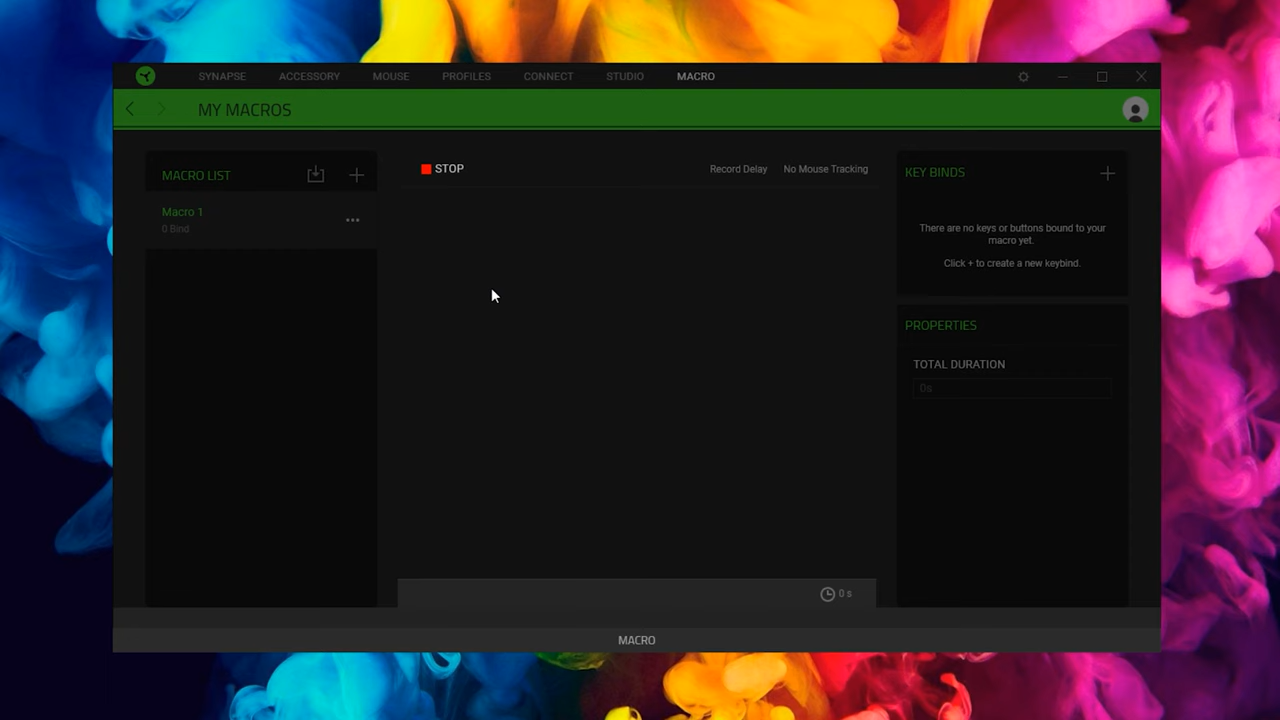 SYNAPSE ACCESSORY MOUSE PROFILES CONNECT STUDIO MACRO
MY MACROS
MACRO LIST
Macro 1
0 Bind
STOP
Record Delay No Mouse Tracking
KEY BINDS
There are no keys or buttons bound to your
macro yet.
Click + to create a new keybind.
PROPERTIES
TOTAL DURATION
0s
0 s
MACRO